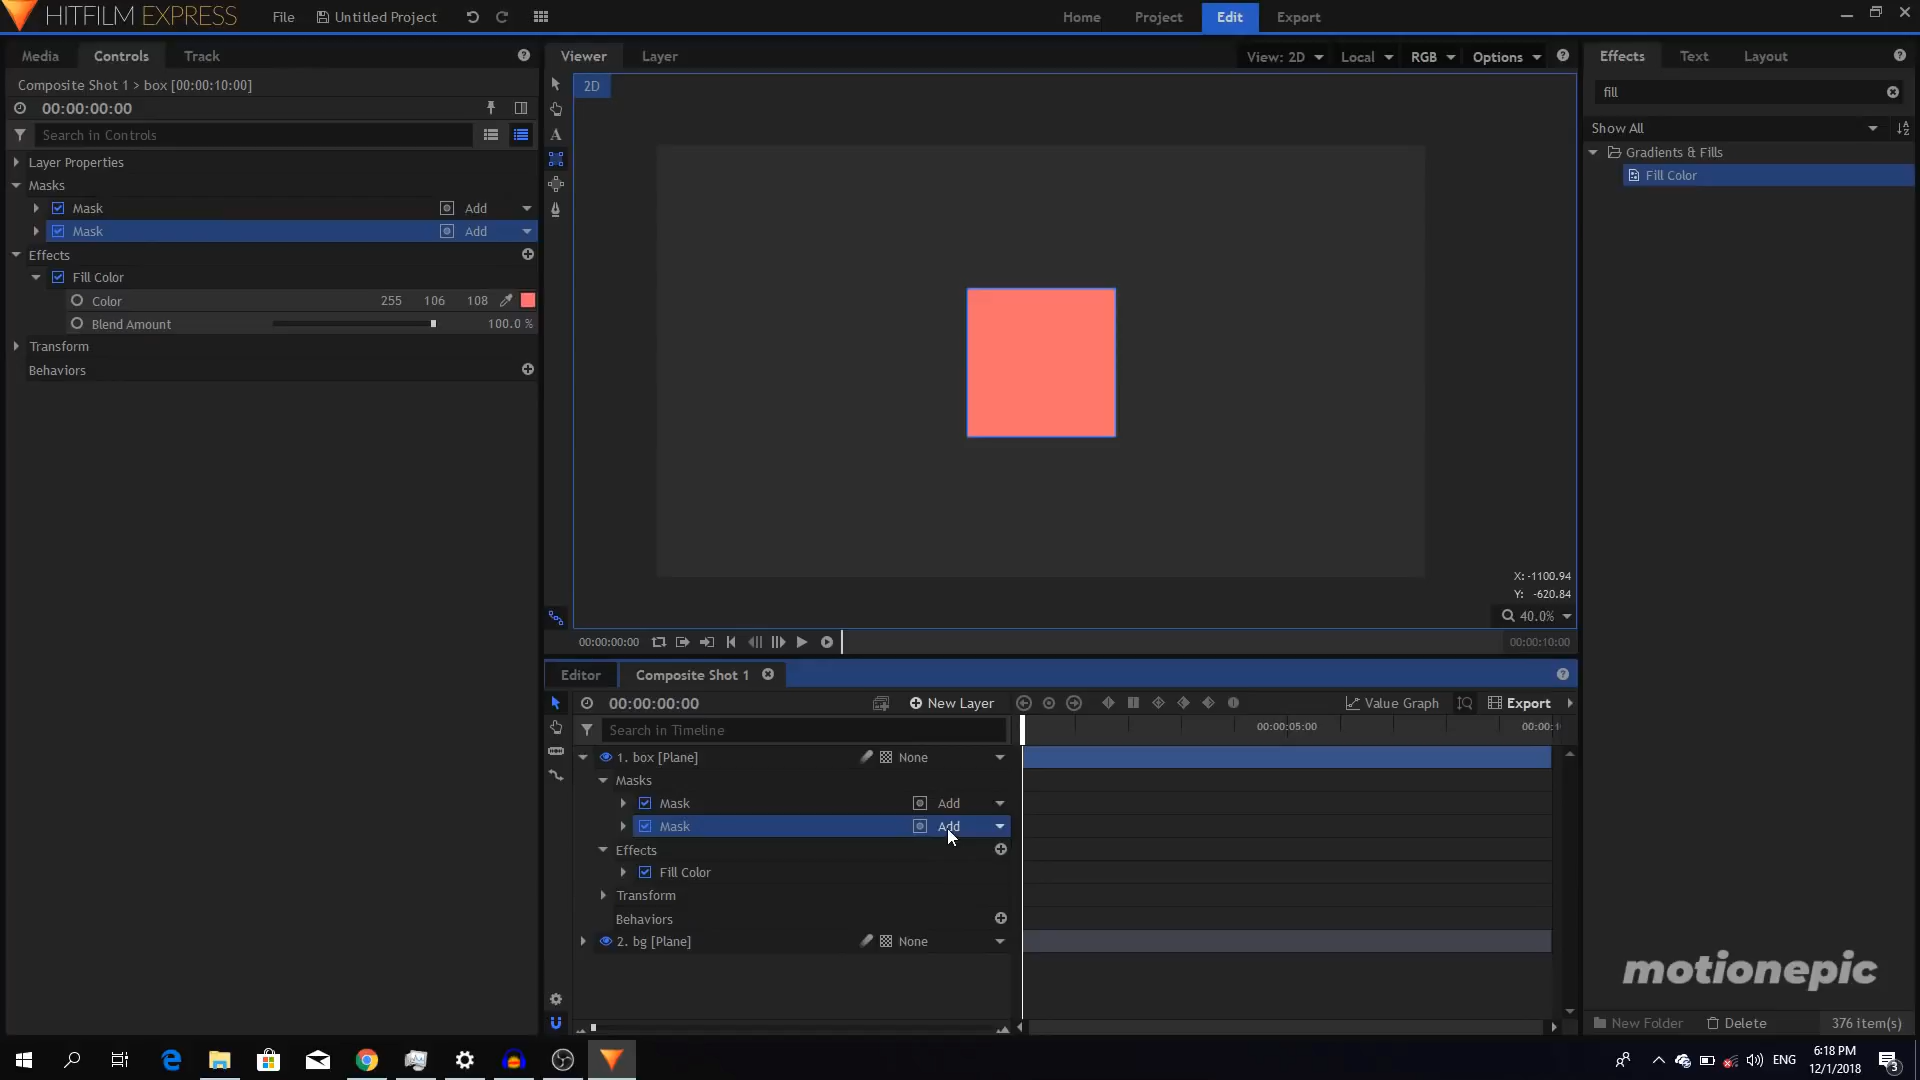 HITFILM EXPRESS
File
Untitled Project
Home
Project
Edit
Export
Media
Controls
Track
Viewer
Layer
View: 2D
Local
RGB
Options
Effects
Text
Layout
Composite Shot 1 > box [00:00:10:00]
2D
fill
00:00:00:00
Search in Controls
Show All
Layer Properties
Gradients & Fills
Masks
Fill Color
Mask
Add
Mask
Add
Effects
Fill Color
Color
255
106
108
Blend Amount
100.0 %
Transform
Behaviors
X: -1100.94
Y: -620.84
40.0%
00:00:00:00
00:00:10:00
Editor
Composite Shot 1
00:00:00:00
New Layer
Value Graph
Export
Search in Timeline
00:00:05:00
00:00:1
1. box [Plane]
None
Masks
Mask
Add
Mask
Add
Effects
Fill Color
Transform
Behaviors
2. bg [Plane]
None
motionepic
New Folder
Delete
376 item(s)
ENG
6:18 PM
12/1/2018
3